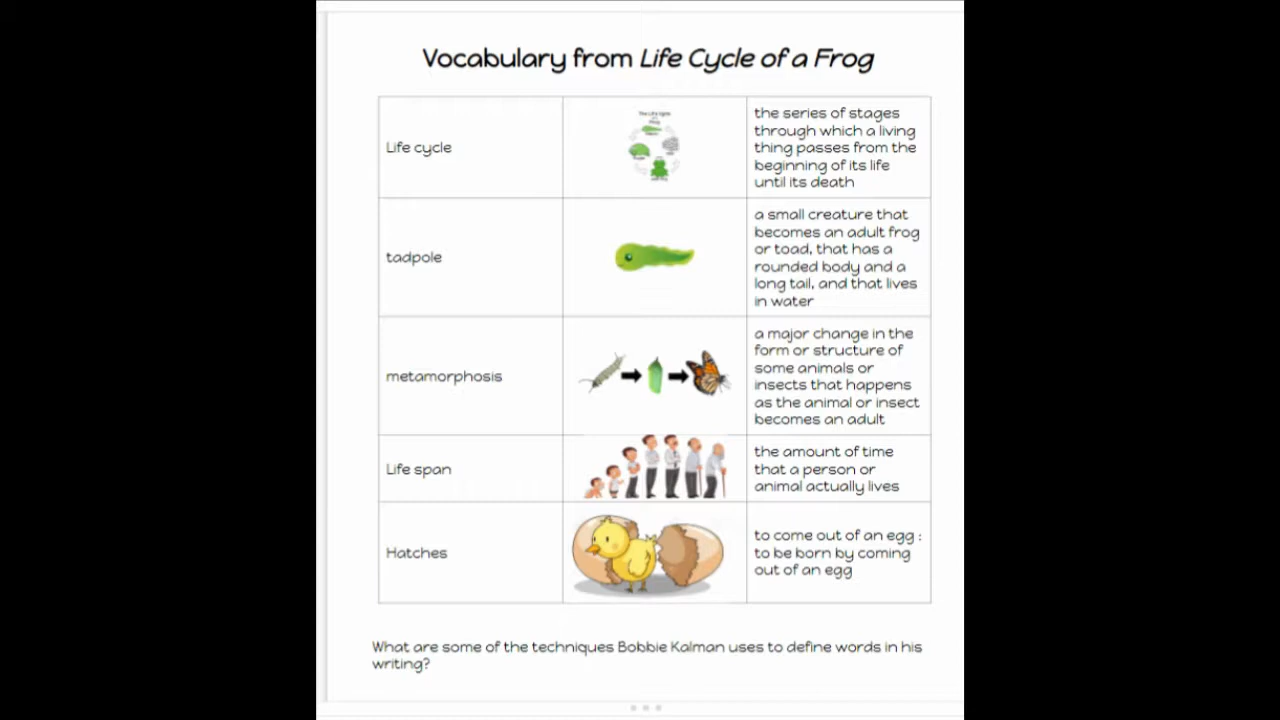 Vocabulary from Life Cycle of a Frog
Life cycle
The Life Cycle
the series of stages
through which a living
thing passes from the
beginning of its life
until its death
tadpole
a small creature that
becomes an adult frog
or toad, that has a
rounded body and a
long tail, and that lives
in water
metamorphosis
a major change in the
form or structure of
some animals or
insects that happens
as the animal or insect
becomes an adult
Life span
the amount of time
that a person or
animal actually lives
Hatches
to come out of an egg :
to be born by coming
out of an egg
What are some of the techniques Bobbie Kalman uses to define words in his
writing?